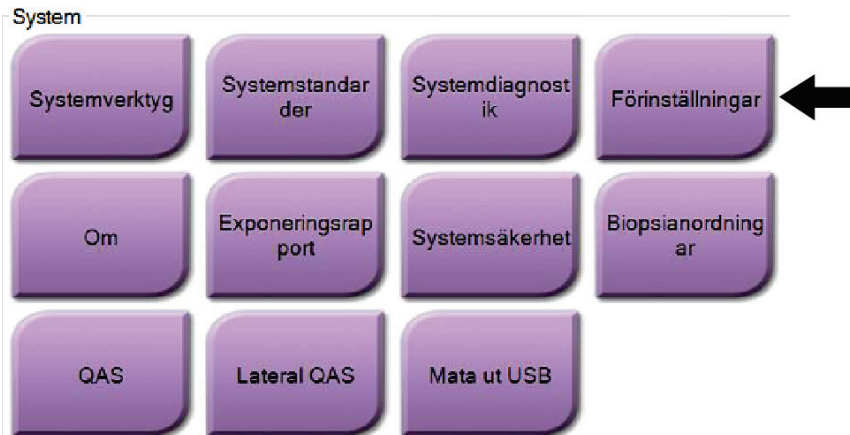 System
Systemverktyg
Systemstandar
der
Systemdiagnost
ik
Förinställningar
Om
Exponeringsrap
port
Systemsäkerhet
Biopsianordning
ar
QAS
Lateral QAS
Mata ut USB